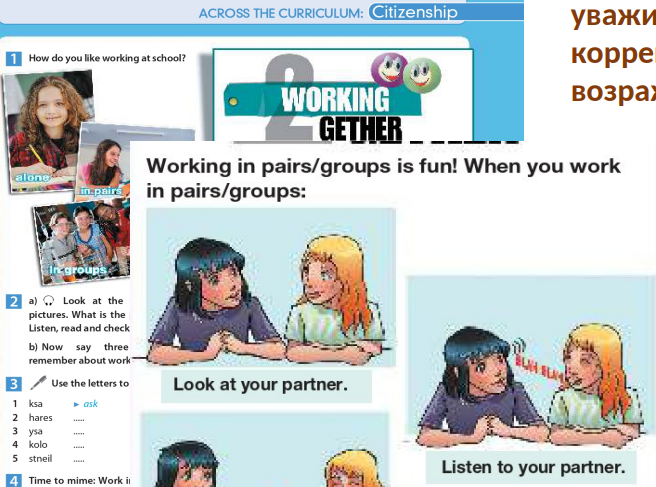 ACROSS THE CURRICULUM: Citizenship
1 How do you like working at school?
alone
in pairs
in groups
2
WORKING
GETHER
Working in pairs/groups is fun! When you work
in pairs/groups:
Look at your partner.
BLAH BLAH
Listen to your partner.
2 a) Look at the
pictures. What is the
Listen, read and check
b) Now say three
remember about work
3 Use the letters to
1 ksa ► ask
2 hares .....
3 ysa .....
4 kolo .....
5 stneil .....
4 Time to mime: Work i